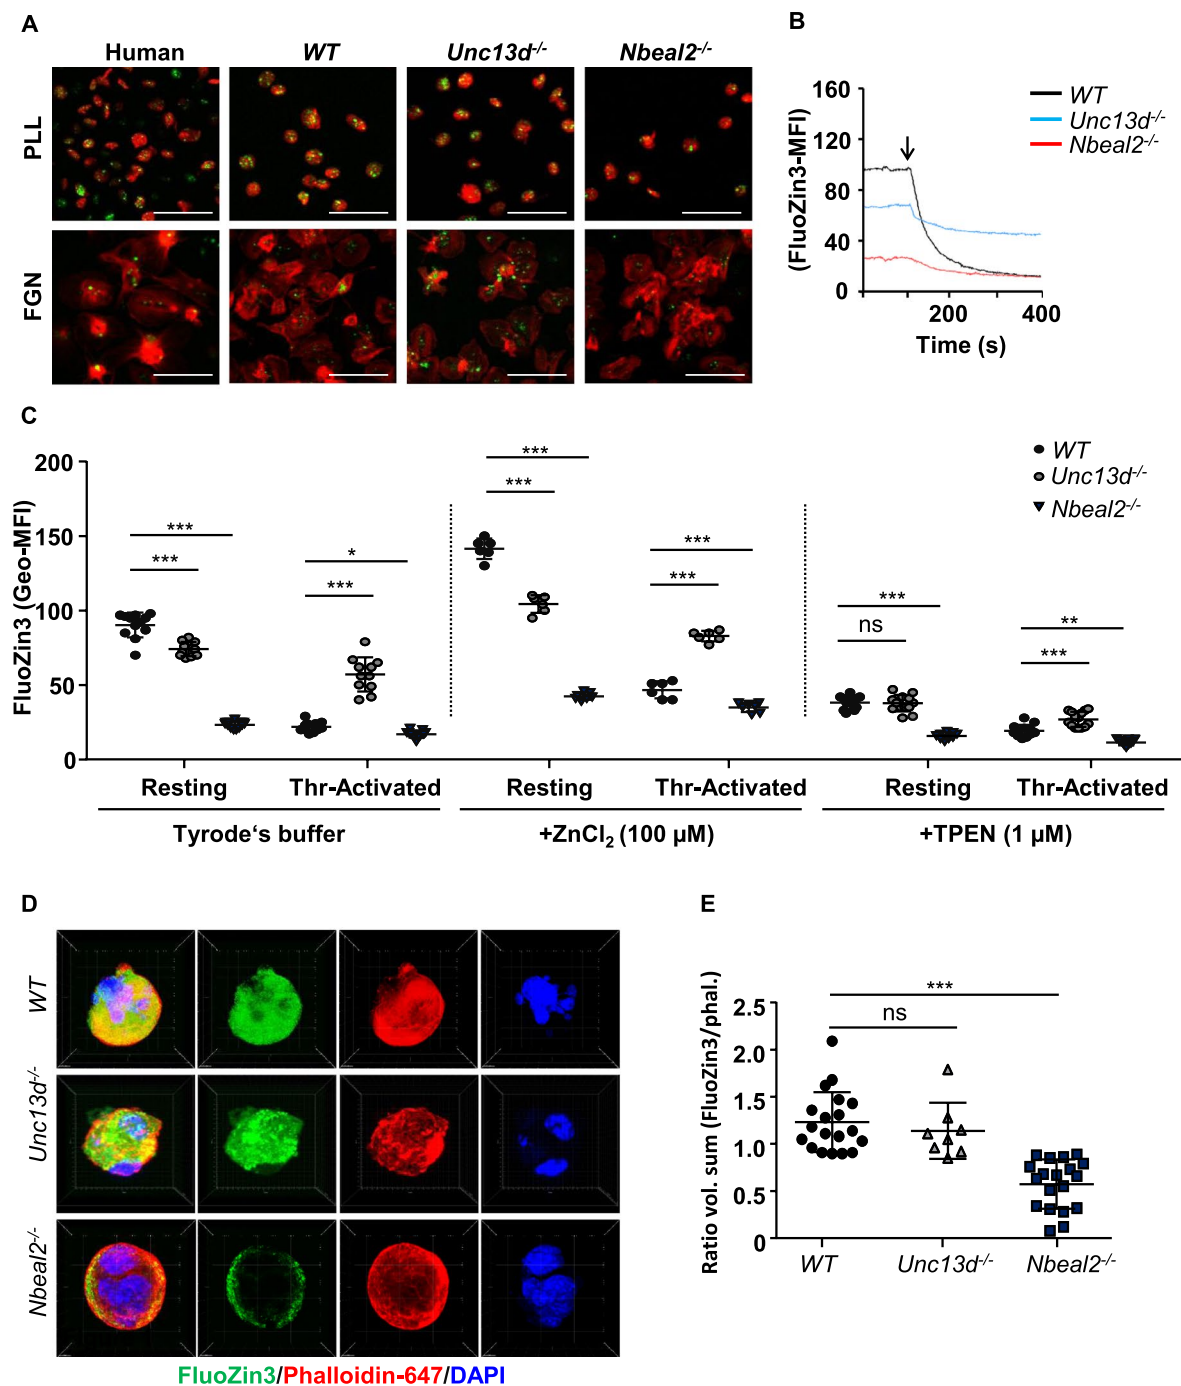 A
Human WT Unc13d-/- Nbeal2-/-
PLL
FGN
B
(FluoZin3-MFI)
160
120
80
40
0
200 400
Time (s)
WT
Unc13d-/-
Nbeal2-/-
C
FluoZin3 (Geo-MFI)
200
150
100
50
0
*** ***
* ***
*** ***
*** ***
*** ns
** ***
WT
Unc13d-/-
Nbeal2-/-
Resting Thr-Activated Resting Thr-Activated Resting Thr-Activated
Tyrode‘s buffer +ZnCl2 (100 µM) +TPEN (1 µM)
D
WT
Unc13d-/-
Nbeal2-/-
FluoZin3/Phalloidin-647/DAPI
E
Ratio vol. sum (FluoZin3/phal.)
2.5
2.0
1.5
1.0
0.5
0
***
ns
WT Unc13d-/- Nbeal2-/-